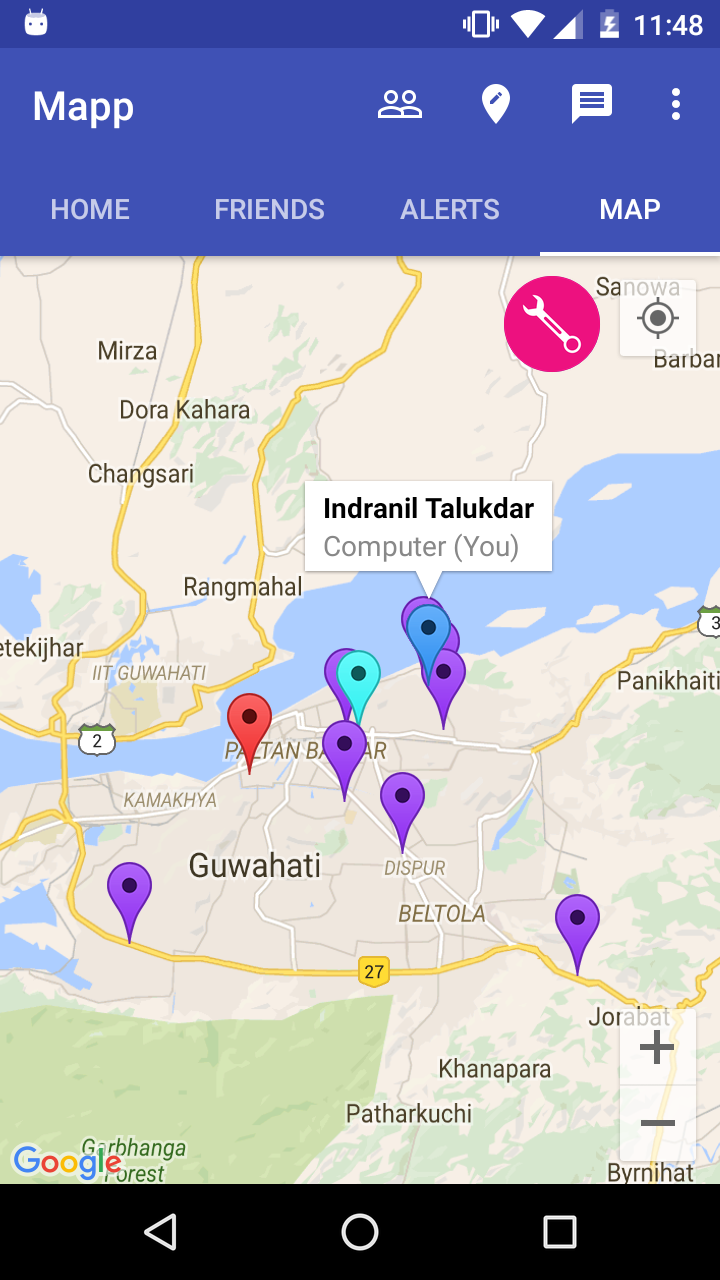 11:48
Mapp
HOME FRIENDS ALERTS MAP
Sanowa
Mirza
Dora Kahara
Changsari
Indranil Talukdar
Computer (You)
Rangmahal
3
etekijhar
IIT GUWAHATI
Panikhaiti
2
PALTAN BAZAR
KAMAKHYA
Guwahati
DISPUR
BELTOLA
27
Jorabat
Khanapara
Patharkuchi
Garbhanga
Forest
Google
Byrnihat